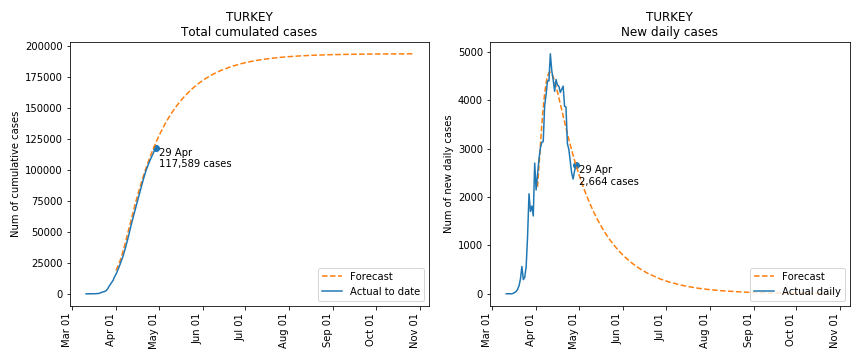 TURKEY
Total cumulated cases
Num of cumulative cases
200000
175000
150000
125000
100000
75000
50000
25000
0
29 Apr
117,589 cases
Forecast
Actual to date
Mar 01
Apr 01
May 01
Jun 01
Jul 01
Aug 01
Sep 01
Oct 01
Nov 01
TURKEY
New daily cases
Num of new daily cases
5000
4000
3000
2000
1000
0
29 Apr
2,664 cases
Forecast
Actual daily
Mar 01
Apr 01
May 01
Jun 01
Jul 01
Aug 01
Sep 01
Oct 01
Nov 01